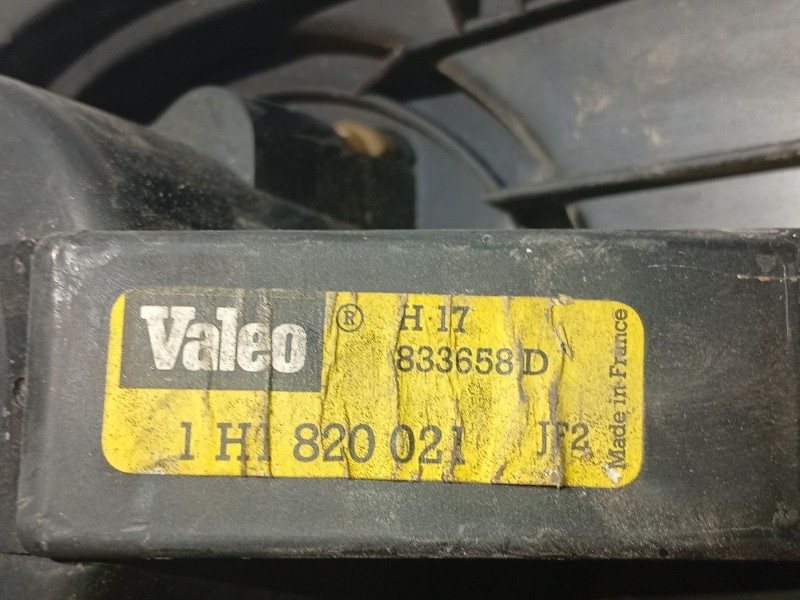 Valeo ® H·17
833658 D
1 H1 820 021 JF2
Made in France